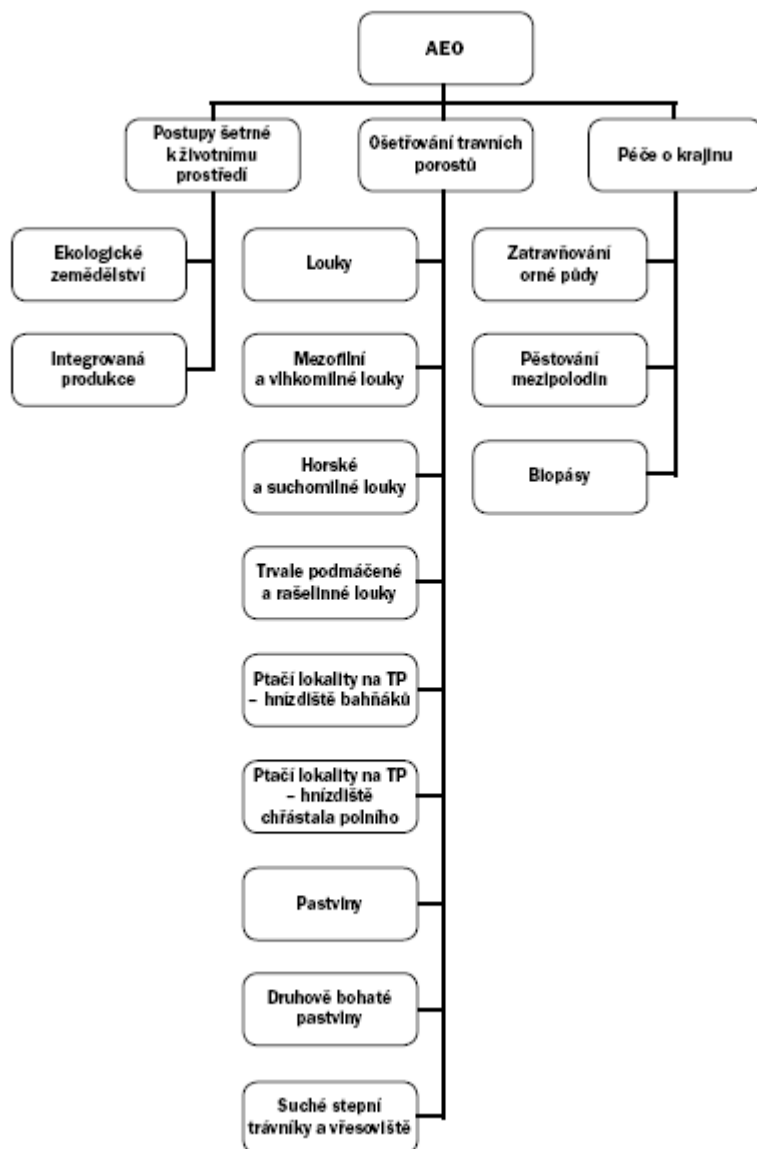 AEO
Postupy šetrné
k životnímu
prostředí
Ekologické
zemědělství
Integrovaná
produkce
Ošetřování travních
porostů
Louky
Mezofilní
a vlhkomilné louky
Horské
a suchomilné louky
Trvale podmáčené
a rašelinné louky
Ptačí lokality na TP
– hnízdiště bahňáků
Ptačí lokality na TP
– hnízdiště
chřástala polního
Pastviny
Druhově bohaté
pastviny
Suché stepní
trávníky a vřesoviště
Péče o krajinu
Zatravňování
orné půdy
Pěstování
mezipolodin
Biopásy